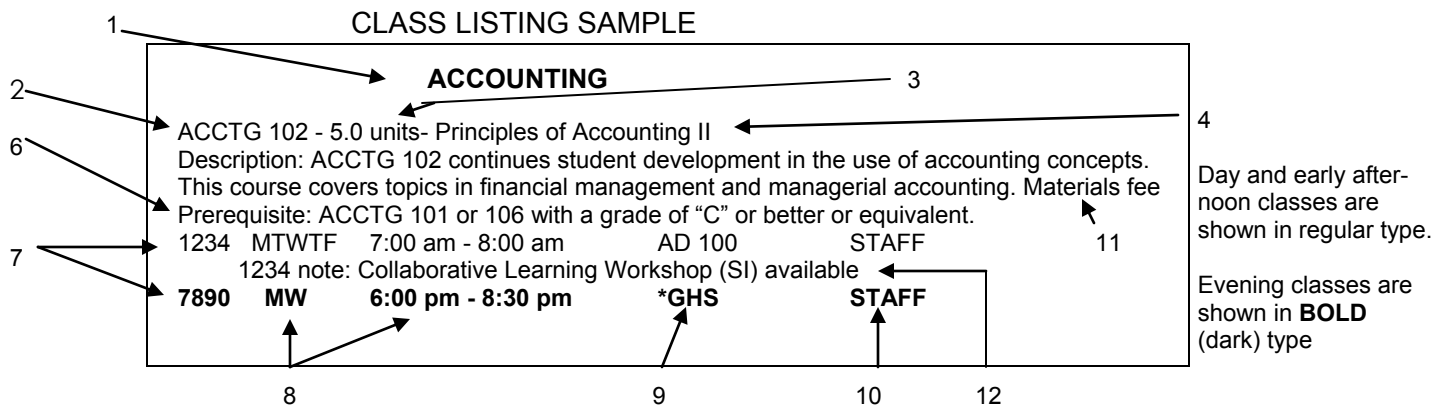 CLASS LISTING SAMPLE
1
ACCOUNTING
3
2
ACCTG 102 - 5.0 units- Principles of Accounting II
4
Description: ACCTG 102 continues student development in the use of accounting concepts.
6
This course covers topics in financial management and managerial accounting. Materials fee
Prerequisite: ACCTG 101 or 106 with a grade of “C” or better or equivalent.
1234 MTWTF 7:00 am - 8:00 am AD 100 STAFF
11
7
1234 note: Collaborative Learning Workshop (SI) available
7890 MW 6:00 pm - 8:30 pm *GHS STAFF
8 9 10 12
Day and early after-
noon classes are
shown in regular type.
Evening classes are
shown in BOLD
(dark) type